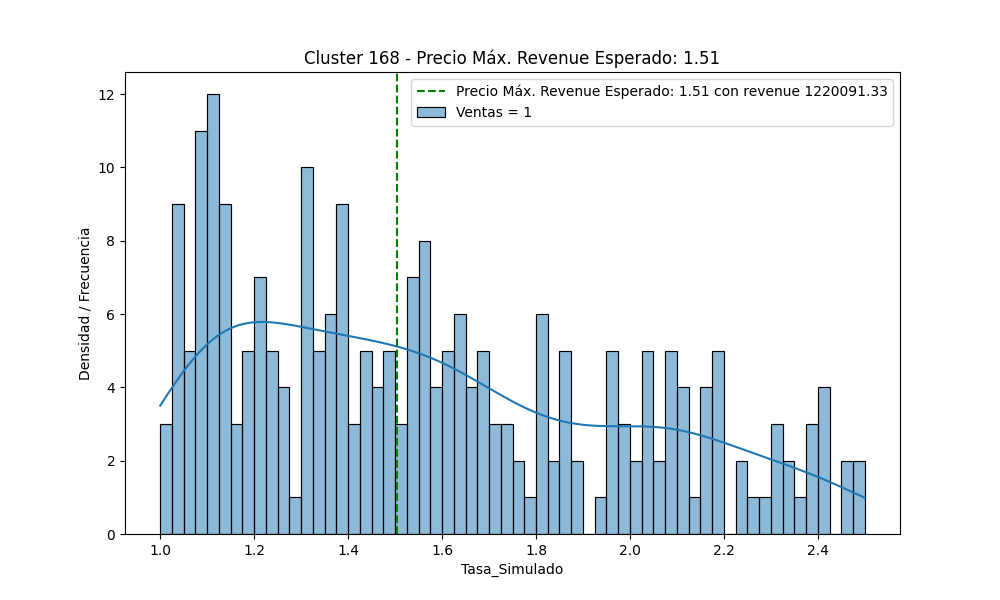 Cluster 168 - Precio Máx. Revenue Esperado: 1.51
Precio Máx. Revenue Esperado: 1.51 con revenue 1220091.33
Ventas = 1
Densidad / Frecuencia
12
10
8
6
4
2
0
1.0 1.2 1.4 1.6 1.8 2.0 2.2 2.4
Tasa_Simulado